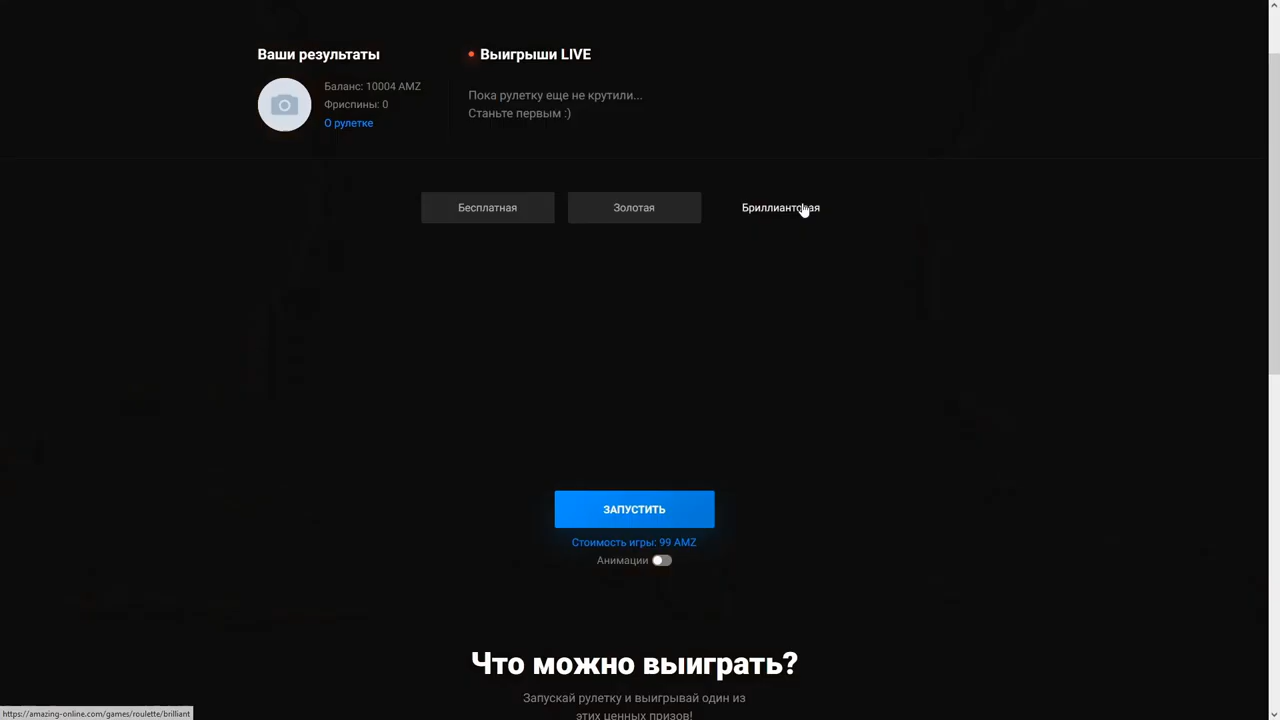 Ваши результаты
Баланс: 10004 AMZ
Фриспины: 0
О рулетке
Выигрыши LIVE
Пока рулетку еще не крутили...
Станьте первым :)
Бесплатная
Золотая
Бриллиантовая
ЗАПУСТИТЬ
Стоимость игры: 99 AMZ
Анимации
Что можно выиграть?
Запускай рулетку и выигрывай один из
этих ценных призов!
https://amazing-online.com/games/roulette/brilliant